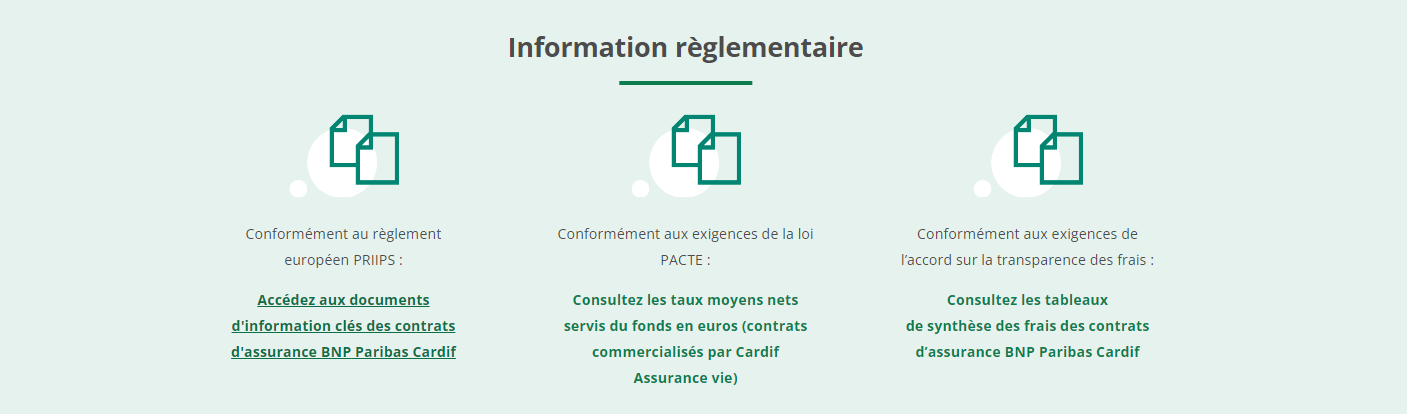 Information règlementaire
Conformément au règlement
européen PRIIPS :
Accédez aux documents
d'information clés des contrats
d'assurance BNP Paribas Cardif
Conformément aux exigences de la loi
PACTE :
Consultez les taux moyens nets
servis du fonds en euros (contrats
commercialisés par Cardif
Assurance vie)
Conformément aux exigences de
l’accord sur la transparence des frais :
Consultez les tableaux
de synthèse des frais des contrats
d’assurance BNP Paribas Cardif